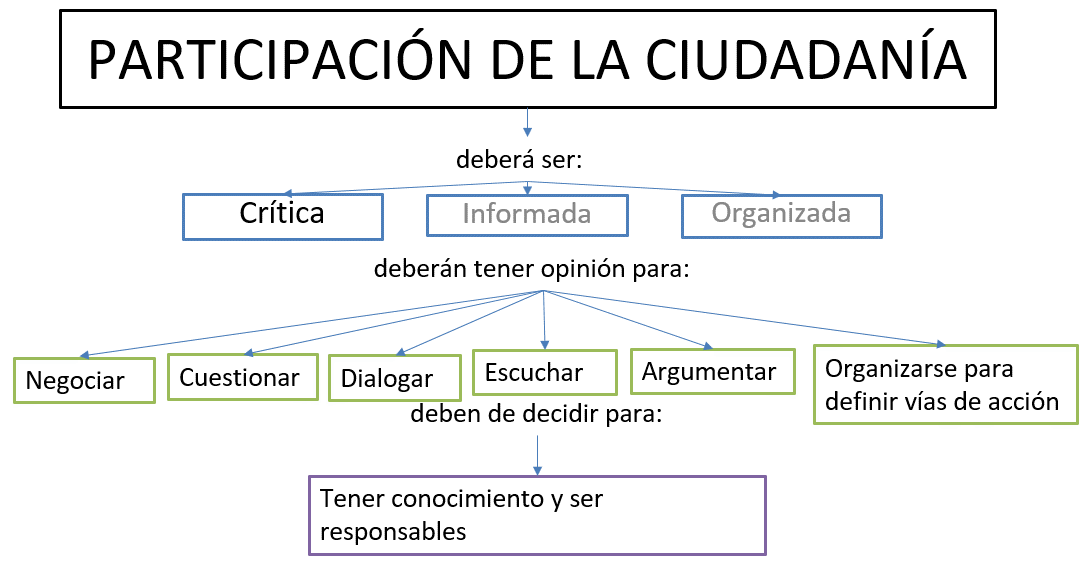 PARTICIPACIÓN DE LA CIUDADANÍA
deberá ser:
Crítica
Informada
Organizada
deberán tener opinión para:
Negociar
Cuestionar
Dialogar
Escuchar
Argumentar
Organizarse para
definir vías de acción
deben de decidir para:
Tener conocimiento y ser
responsables